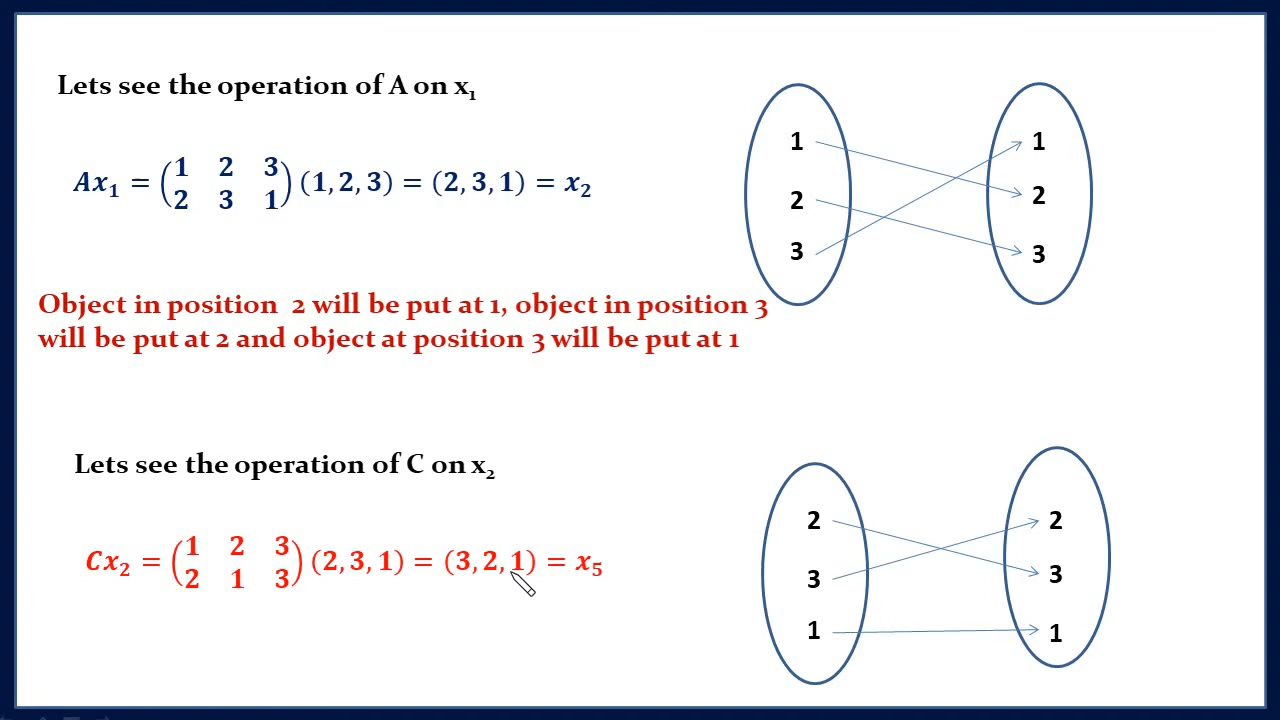 Lets see the operation of A on x₁
Ax₁ = (1 2 3
2 3 1) (1, 2, 3) = (2, 3, 1) = x₂
Object in position 2 will be put at 1, object in position 3
will be put at 2 and object at position 3 will be put at 1
1
2
3
1
2
3
Lets see the operation of C on x₂
Cx₂ = (1 2 3
2 1 3) (2, 3, 1) = (3, 2, 1) = x₅
2
3
1
2
3
1